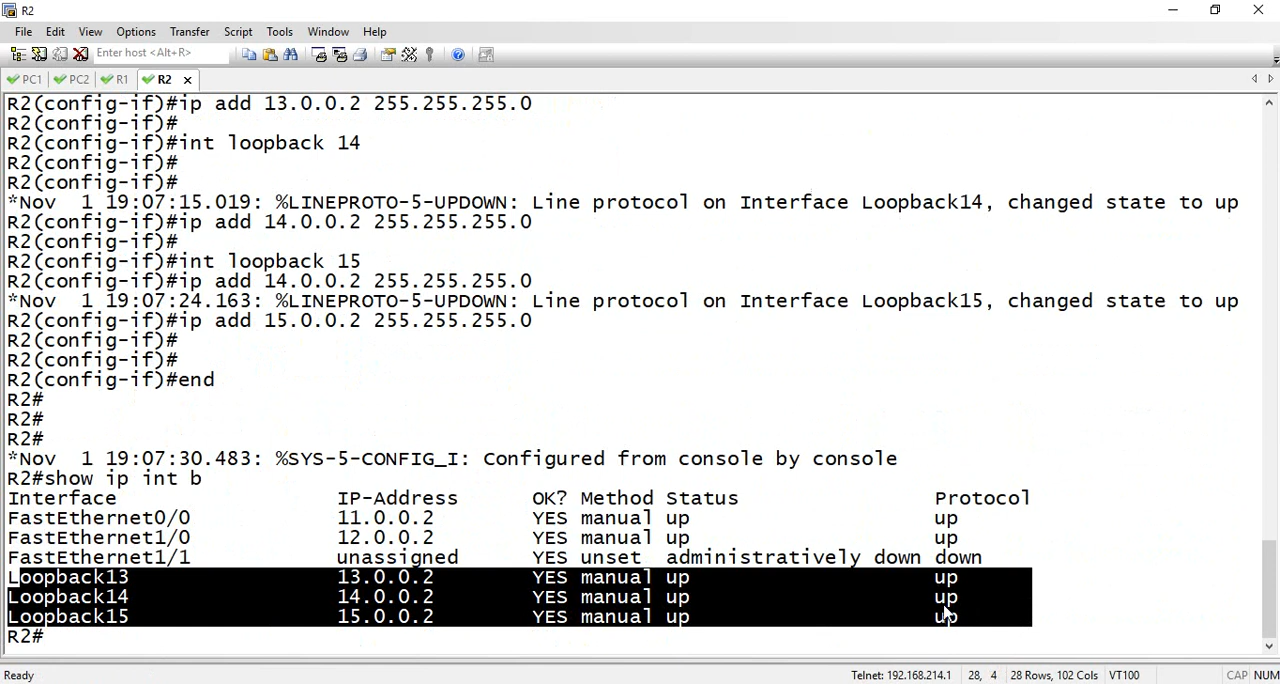 R2
File Edit View Options Transfer Script Tools Window Help
Enter host <Alt+R>
PC1 PC2 R1 R2
R2(config-if)#ip add 13.0.0.2 255.255.255.0
R2(config-if)#
R2(config-if)#int loopback 14
R2(config-if)#
R2(config-if)#
*Nov  1 19:07:15.019: %LINEPROTO-5-UPDOWN: Line protocol on Interface Loopback14, changed state to up
R2(config-if)#ip add 14.0.0.2 255.255.255.0
R2(config-if)#
R2(config-if)#int loopback 15
R2(config-if)#ip add 14.0.0.2 255.255.255.0
*Nov  1 19:07:24.163: %LINEPROTO-5-UPDOWN: Line protocol on Interface Loopback15, changed state to up
R2(config-if)#ip add 15.0.0.2 255.255.255.0
R2(config-if)#
R2(config-if)#
R2(config-if)#end
R2#
R2#
R2#
*Nov  1 19:07:30.483: %SYS-5-CONFIG_I: Configured from console by console
R2#show ip int b
Interface IP-Address OK? Method Status Protocol
FastEthernet0/0 11.0.0.2 YES manual up up
FastEthernet1/0 12.0.0.2 YES manual up up
FastEthernet1/1 unassigned YES unset administratively down down
Loopback13 13.0.0.2 YES manual up up
Loopback14 14.0.0.2 YES manual up up
Loopback15 15.0.0.2 YES manual up up
R2#
Ready Telnet: 192.168.214.1 28, 4 28 Rows, 102 Cols VT100 CAP NUM